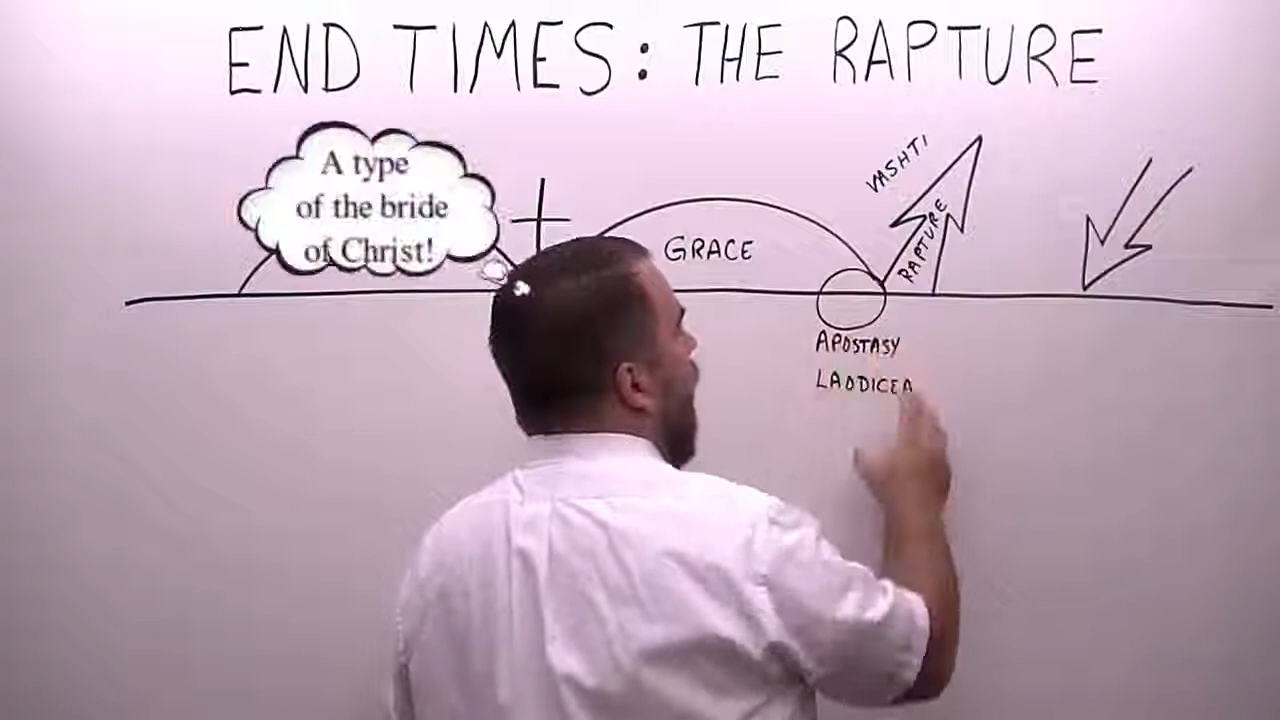 END TIMES: THE RAPTURE
A type
of the bride
of Christ!
GRACE
VASHTI
RAPTURE
APOSTASY
LAODICEA